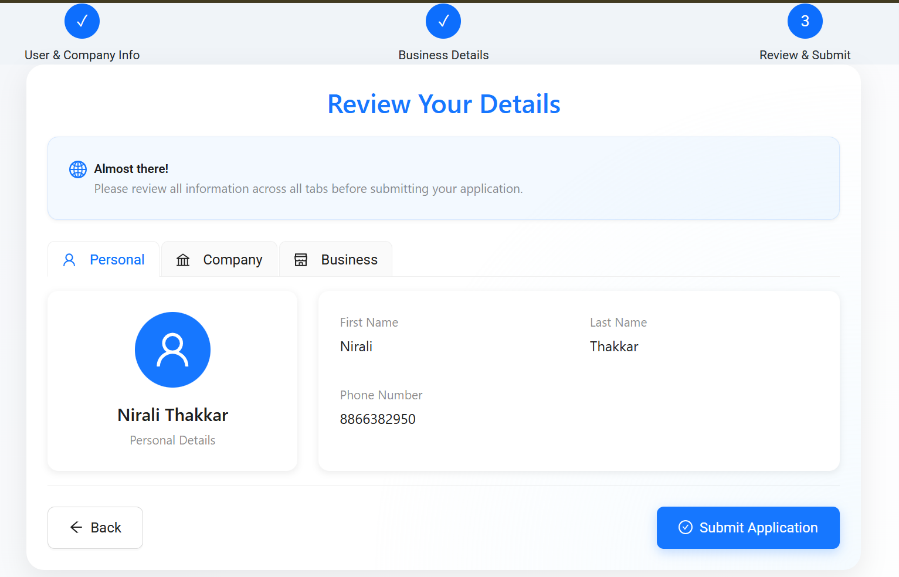 3
User & Company Info
Business Details
Review & Submit
Review Your Details
Almost there!
Please review all information across all tabs before submitting your application.
Personal
Company
Business
Nirali Thakkar
Personal Details
First Name
Last Name
Nirali
Thakkar
Phone Number
8866382950
Back
Submit Application